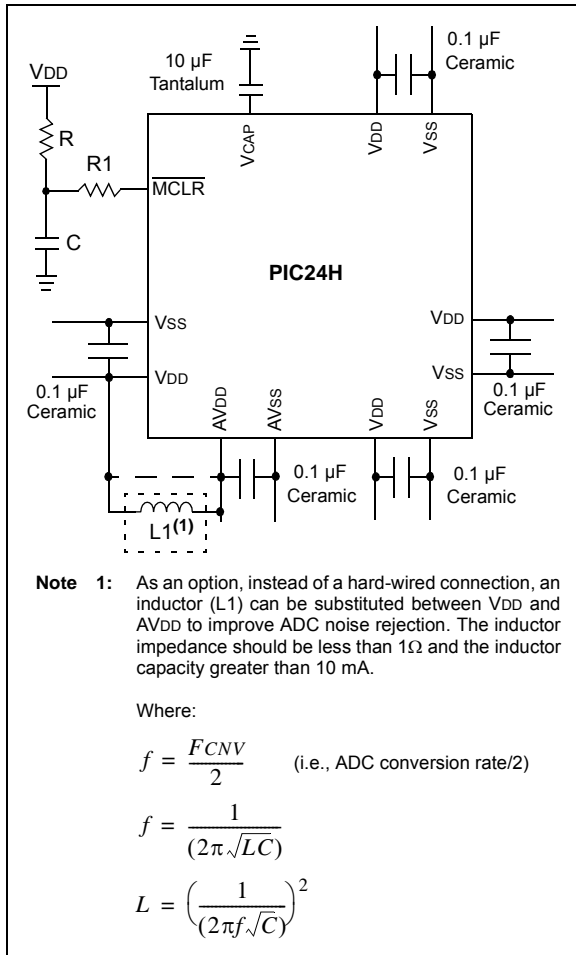 VDD
10 µF
Tantalum
0.1 µF
Ceramic
R
R1
C
VCAP
VDD
VSS
MCLR
PIC24H
VSS
VDD
0.1 µF
Ceramic
VDD
VSS
0.1 µF
Ceramic
AVDD
AVSS
VDD
VSS
0.1 µF
Ceramic
0.1 µF
Ceramic
L1(1)
Note 1: As an option, instead of a hard-wired connection, an
inductor (L1) can be substituted between VDD and
AVDD to improve ADC noise rejection. The inductor
impedance should be less than 1Ω and the inductor
capacity greater than 10 mA.
Where:
f = FCNV / 2 (i.e., ADC conversion rate/2)
f = 1 / (2π√LC)
L = (1 / (2πf√C))²